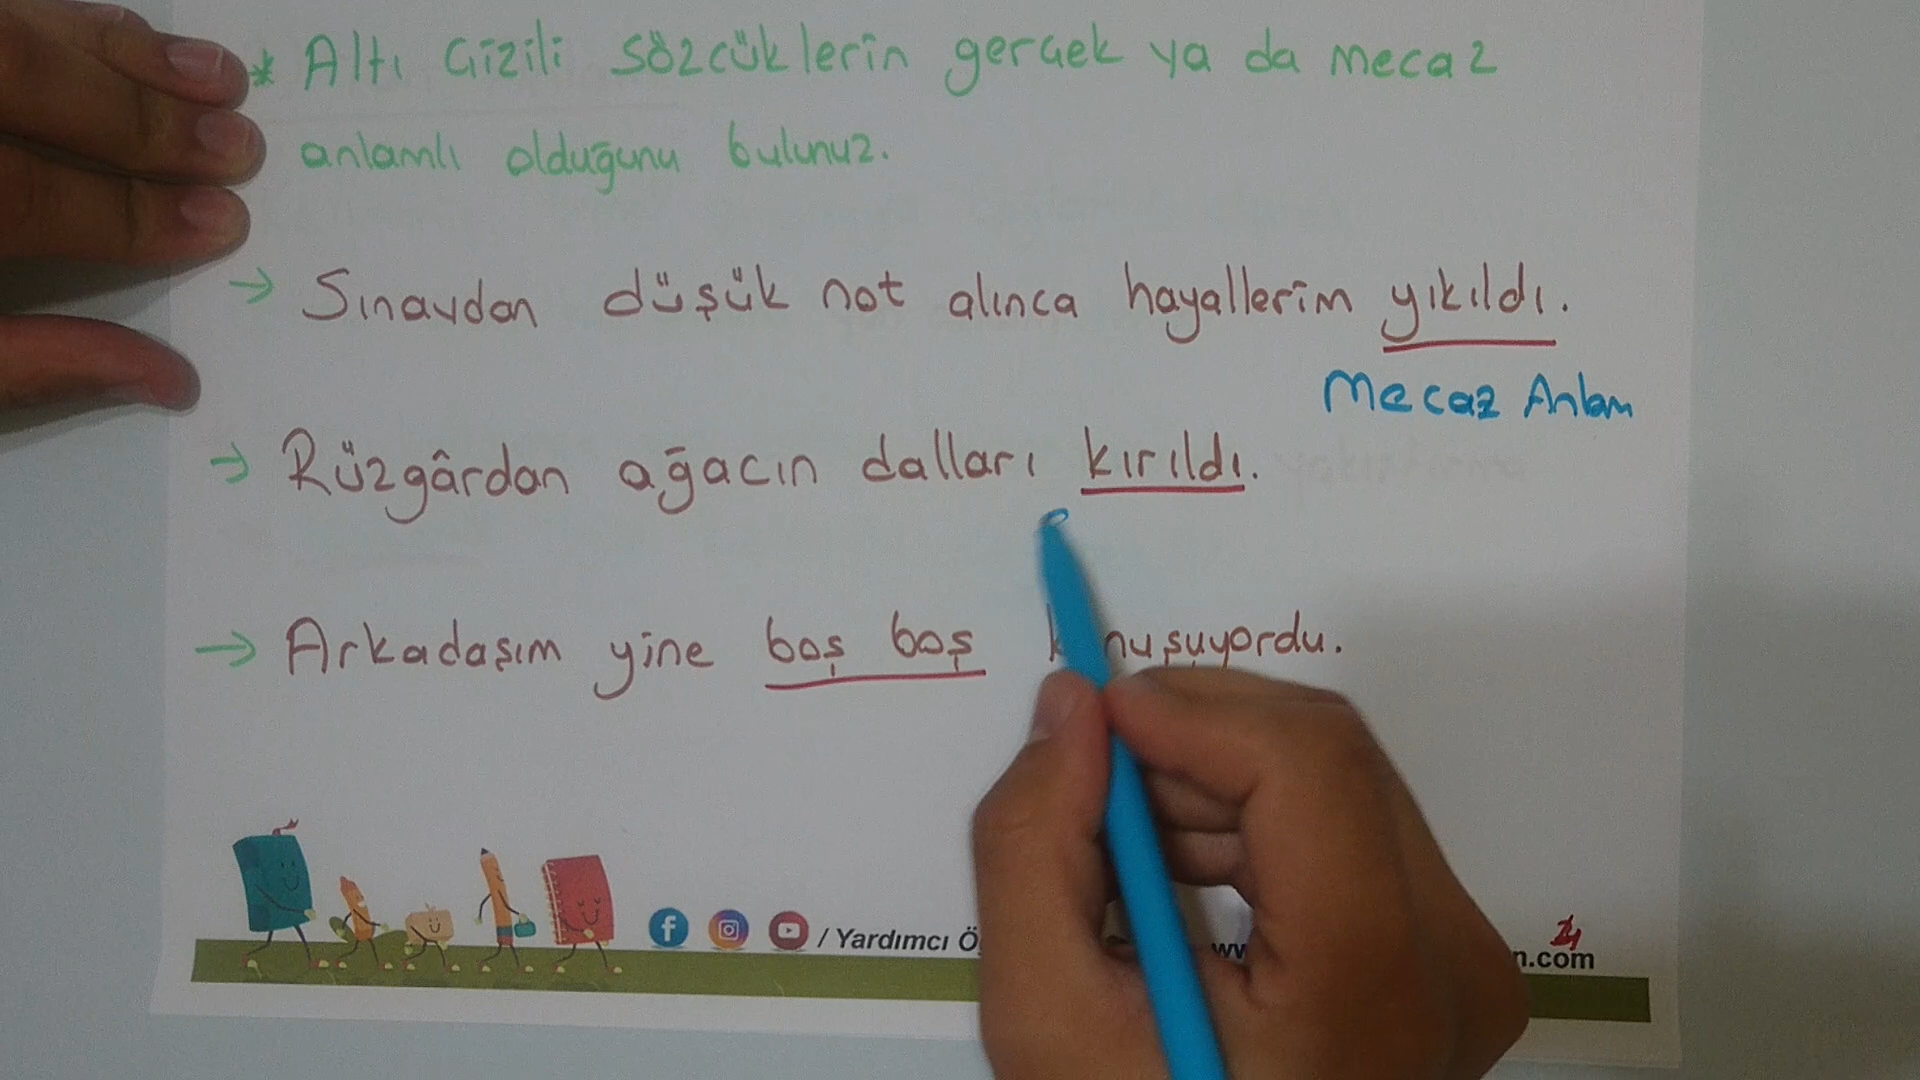 * Altı Çizili sözcüklerin gerçek ya da mecaz
anlamlı olduğunu bulunuz.
→ Sınavdan düşük not alınca hayallerim yıkıldı.
Mecaz Anlam
→ Rüzgârdan ağacın dalları kırıldı.
→ Arkadaşım yine boş boş konuşuyordu.
/ Yardımcı
n.com